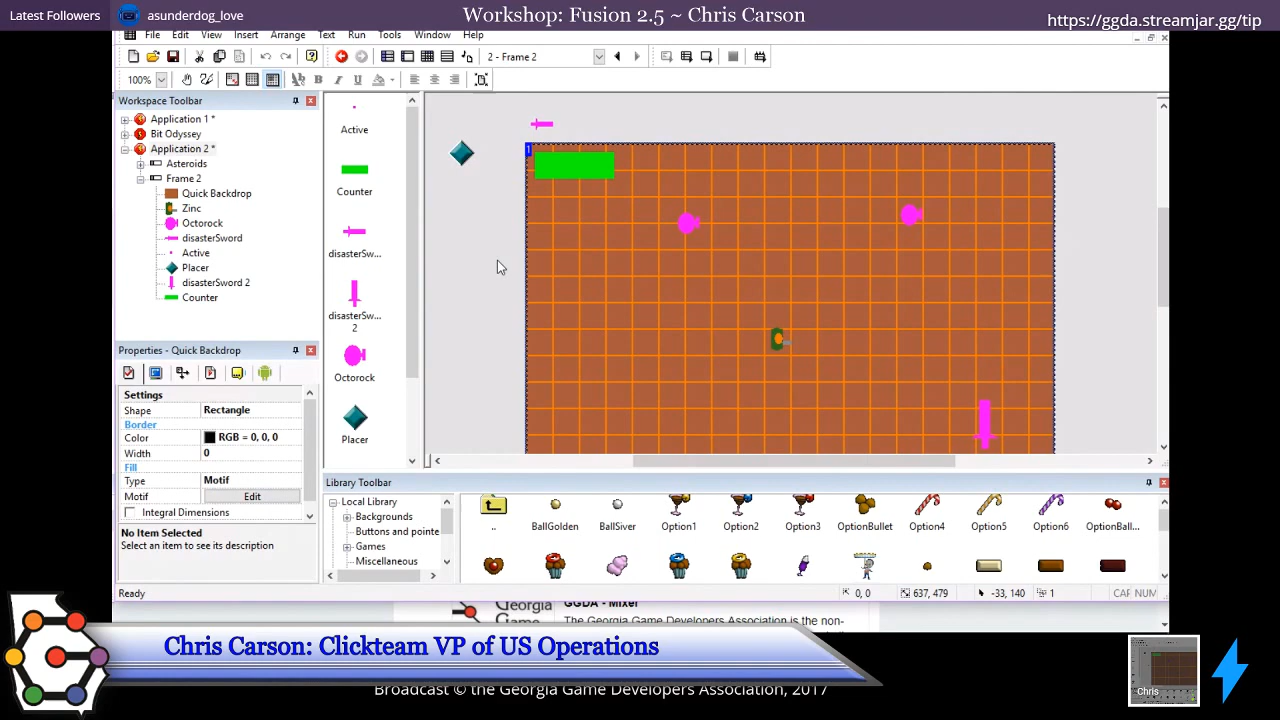 Latest Followers
asunderdog_love
Workshop: Fusion 2.5 ~ Chris Carson
https://ggda.streamjar.gg/tip
File Edit View Insert Arrange Text Run Tools Window Help
2 - Frame 2
100%
Workspace Toolbar
Application 1 *
Bit Odyssey
Application 2 *
Asteroids
Frame 2
Quick Backdrop
Zinc
Octorock
disasterSword
Active
Placer
disasterSword 2
Counter
Active
Counter
disasterSw...
disasterSw...
2
Octorock
Placer
1
Properties - Quick Backdrop
Settings
Shape Rectangle
Border
Color RGB = 0, 0, 0
Width 0
Fill
Type Motif
Motif Edit
Integral Dimensions
No Item Selected
Select an item to see its description
Library Toolbar
Local Library
Backgrounds
Buttons and pointe
Games
Miscellaneous
..
BallGolden
BallSiver
Option1
Option2
Option3
OptionBullet
Option4
Option5
Option6
OptionBall...
Ready
0, 0
637, 479
-33, 140
1
CAP NUM
Georgia
Game
GGDA - Mixer
The Georgia Game Developers Association is the non-
Chris Carson: Clickteam VP of US Operations
Broadcast © the Georgia Game Developers Association, 2017
Chris